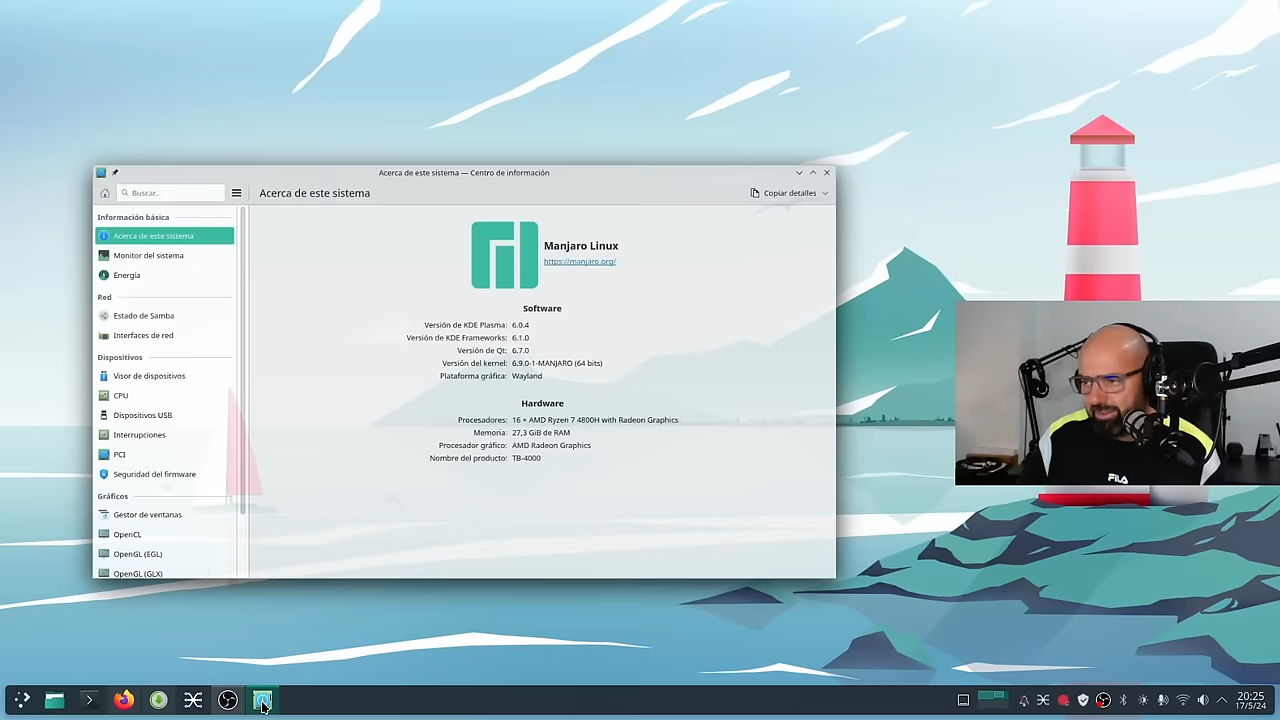 Acerca de este sistema — Centro de información
Buscar...
Acerca de este sistema
Copiar detalles
Información básica
Acerca de este sistema
Monitor del sistema
Energía
Red
Estado de Samba
Interfaces de red
Dispositivos
Visor de dispositivos
CPU
Dispositivos USB
Interrupciones
PCI
Seguridad del firmware
Gráficos
Gestor de ventanas
OpenCL
OpenGL (EGL)
OpenGL (GLX)
Manjaro Linux
https://manjaro.org/
Software
Versión de KDE Plasma: 6.0.4
Versión de KDE Frameworks: 6.1.0
Versión de Qt: 6.7.0
Versión del kernel: 6.9.0-1-MANJARO (64 bits)
Plataforma gráfica: Wayland
Hardware
Procesadores: 16 × AMD Ryzen 7 4800H with Radeon Graphics
Memoria: 27,3 GiB de RAM
Procesador gráfico: AMD Radeon Graphics
Nombre del producto: TB-4000
FILA
20:25
17/5/24